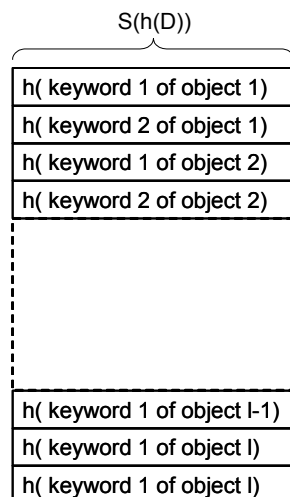 S(h(D))
h( keyword 1 of object 1)
h( keyword 2 of object 1)
h( keyword 1 of object 2)
h( keyword 2 of object 2)
h( keyword 1 of object l-1)
h( keyword 1 of object l)
h( keyword 1 of object l)